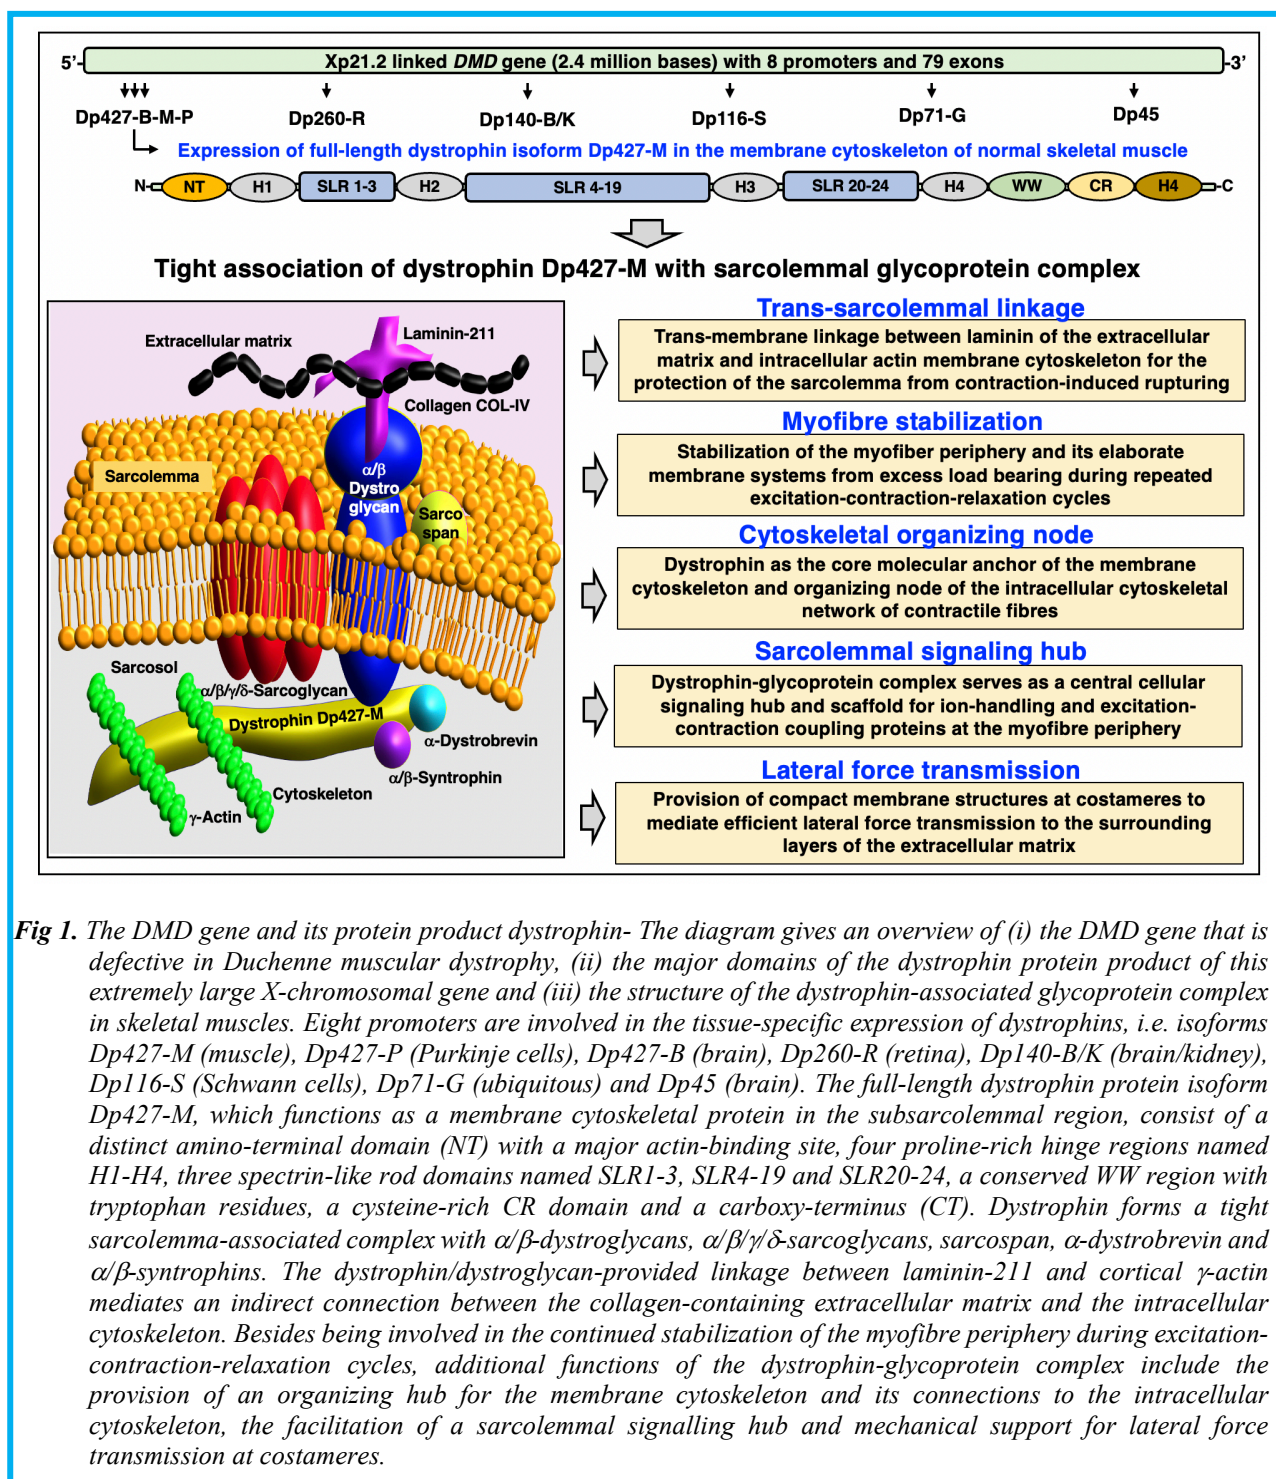 5’-
Xp21.2 linked DMD gene (2.4 million bases) with 8 promoters and 79 exons
-3’
Dp427-B-M-P
Dp260-R
Dp140-B/K
Dp116-S
Dp71-G
Dp45
Expression of full-length dystrophin isoform Dp427-M in the membrane cytoskeleton of normal skeletal muscle
N-
NT
H1
SLR 1-3
H2
SLR 4-19
H3
SLR 20-24
H4
WW
CR
H4
-C
Tight association of dystrophin Dp427-M with sarcolemmal glycoprotein complex
Extracellular matrix
Laminin-211
Collagen COL-IV
Sarcolemma
α/β
Dystro
glycan
Sarco
span
Sarcosol
α/β/γ/δ-Sarcoglycan
Dystrophin Dp427-M
α-Dystrobrevin
α/β-Syntrophin
Cytoskeleton
γ-Actin
Trans-sarcolemmal linkage
Trans-membrane linkage between laminin of the extracellular
matrix and intracellular actin membrane cytoskeleton for the
protection of the sarcolemma from contraction-induced rupturing
Myofibre stabilization
Stabilization of the myofiber periphery and its elaborate
membrane systems from excess load bearing during repeated
excitation-contraction-relaxation cycles
Cytoskeletal organizing node
Dystrophin as the core molecular anchor of the membrane
cytoskeleton and organizing node of the intracellular cytoskeletal
network of contractile fibres
Sarcolemmal signaling hub
Dystrophin-glycoprotein complex serves as a central cellular
signaling hub and scaffold for ion-handling and excitation-
contraction coupling proteins at the myofibre periphery
Lateral force transmission
Provision of compact membrane structures at costameres to
mediate efficient lateral force transmission to the surrounding
layers of the extracellular matrix
Fig 1. The DMD gene and its protein product dystrophin- The diagram gives an overview of (i) the DMD gene that is
defective in Duchenne muscular dystrophy, (ii) the major domains of the dystrophin protein product of this
extremely large X-chromosomal gene and (iii) the structure of the dystrophin-associated glycoprotein complex
in skeletal muscles. Eight promoters are involved in the tissue-specific expression of dystrophins, i.e. isoforms
Dp427-M (muscle), Dp427-P (Purkinje cells), Dp427-B (brain), Dp260-R (retina), Dp140-B/K (brain/kidney),
Dp116-S (Schwann cells), Dp71-G (ubiquitous) and Dp45 (brain). The full-length dystrophin protein isoform
Dp427-M, which functions as a membrane cytoskeletal protein in the subsarcolemmal region, consist of a
distinct amino-terminal domain (NT) with a major actin-binding site, four proline-rich hinge regions named
H1-H4, three spectrin-like rod domains named SLR1-3, SLR4-19 and SLR20-24, a conserved WW region with
tryptophan residues, a cysteine-rich CR domain and a carboxy-terminus (CT). Dystrophin forms a tight
sarcolemma-associated complex with α/β-dystroglycans, α/β/γ/δ-sarcoglycans, sarcospan, α-dystrobrevin and
α/β-syntrophins. The dystrophin/dystroglycan-provided linkage between laminin-211 and cortical γ-actin
mediates an indirect connection between the collagen-containing extracellular matrix and the intracellular
cytoskeleton. Besides being involved in the continued stabilization of the myofibre periphery during excitation-
contraction-relaxation cycles, additional functions of the dystrophin-glycoprotein complex include the
provision of an organizing hub for the membrane cytoskeleton and its connections to the intracellular
cytoskeleton, the facilitation of a sarcolemmal signalling hub and mechanical support for lateral force
transmission at costameres.